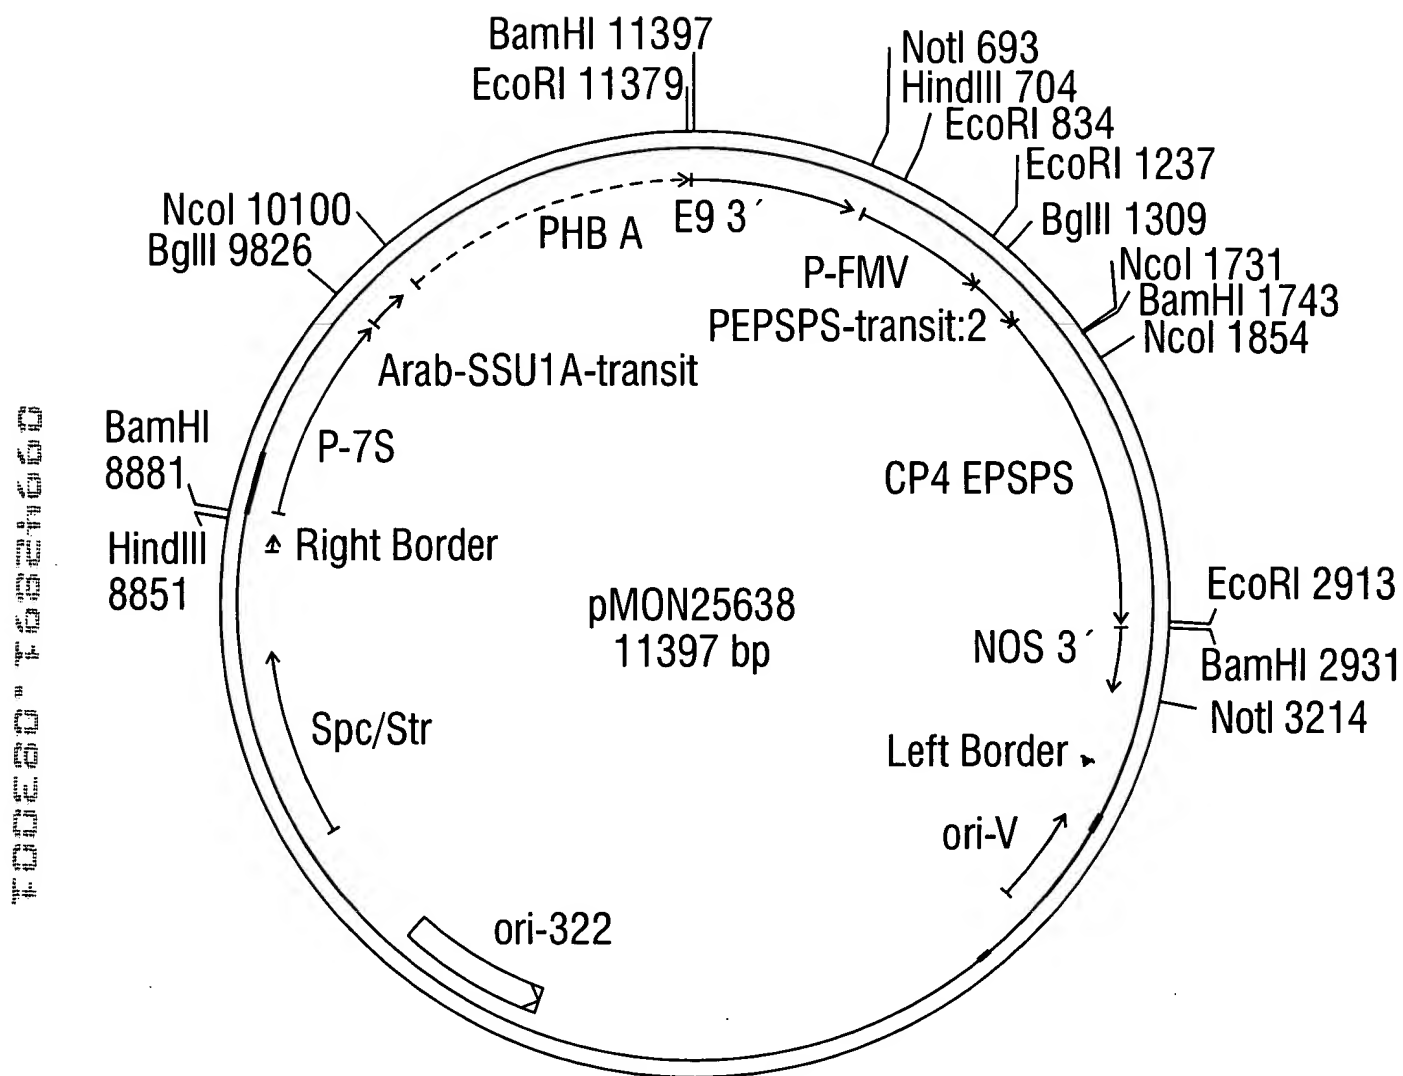 BamHI 11397
EcoRI 11379
NotI 693
HindIII 704
EcoRI 834
EcoRI 1237
BglII 1309
NcoI 1731
BamHI 1743
NcoI 1854
NcoI 10100
BglII 9826
PHB A
E9 3´
P-FMV
PEPSPS-transit:2
Arab-SSU1A-transit
P-7S
CP4 EPSPS
BamHI
8881
HindIII
8851
Right Border
pMON25638
11397 bp
EcoRI 2913
BamHI 2931
NotI 3214
NOS 3´
Left Border
Spc/Str
ori-V
ori-322